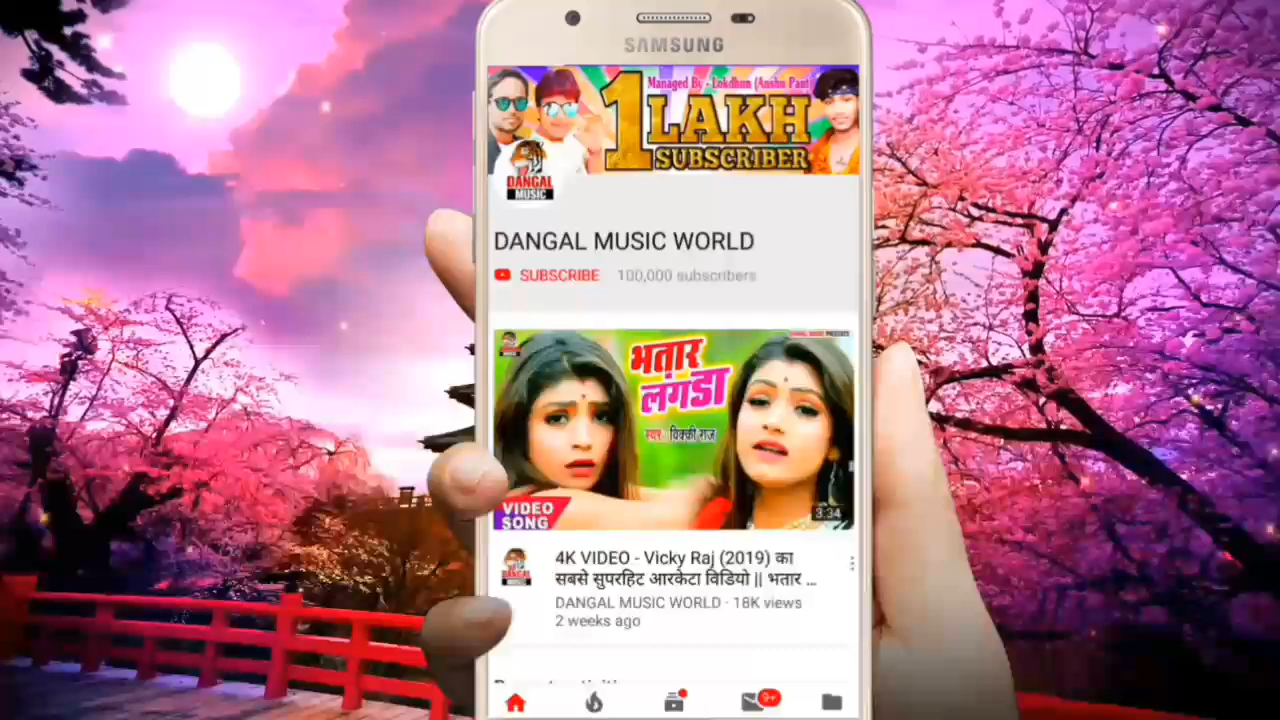 SAMSUNG
Managed By - Lokdhun (Anshu Pant
1 LAKH
SUBSCRIBER
DANGAL
MUSIC
DANGAL MUSIC WORLD
SUBSCRIBE 100,000 subscribers
भतार
लंगडा
स्वर: विक्की राज
VIDEO
SONG
3:34
4K VIDEO - Vicky Raj (2019) का
सबसे सुपरहिट आरकेटा विडियो || भतार ...
DANGAL MUSIC WORLD · 18K views
2 weeks ago
9+